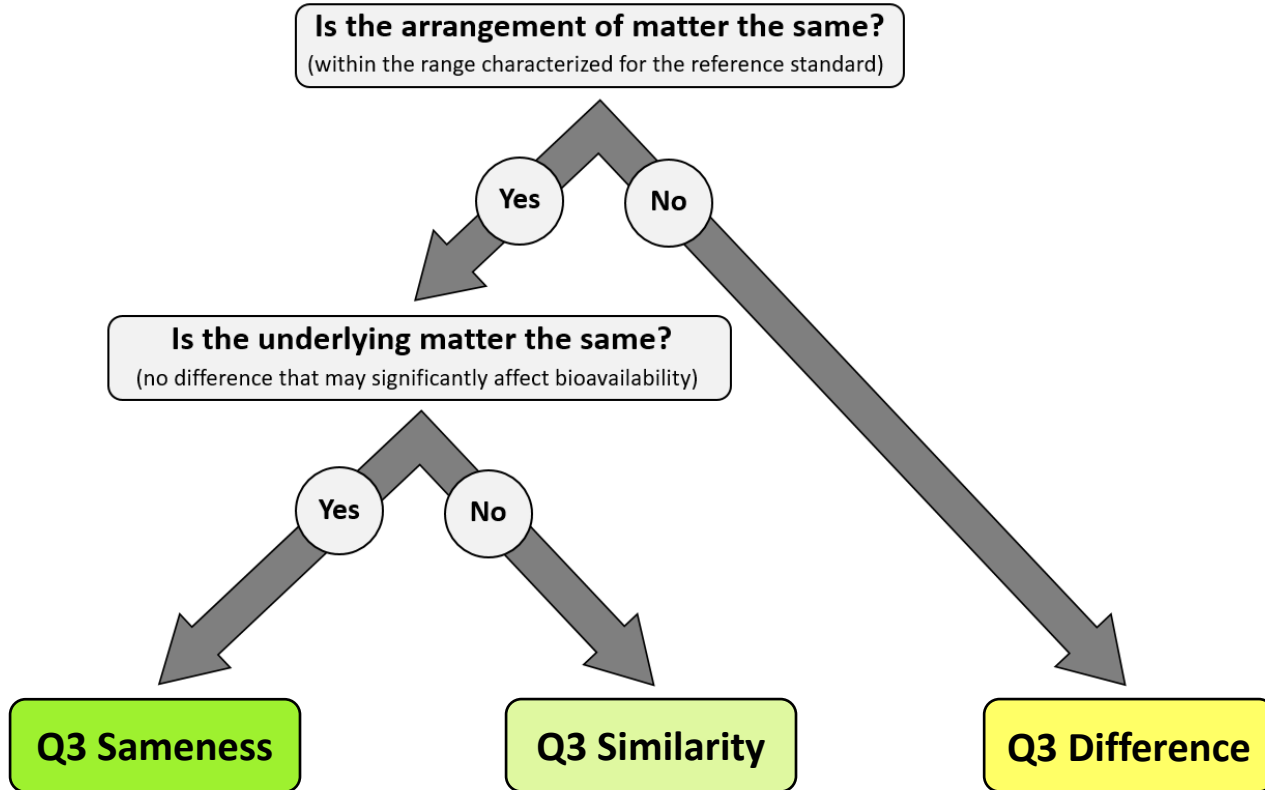 Is the arrangement of matter the same?
(within the range characterized for the reference standard)
Yes
No
Is the underlying matter the same?
(no difference that may significantly affect bioavailability)
Yes
No
Q3 Sameness
Q3 Similarity
Q3 Difference